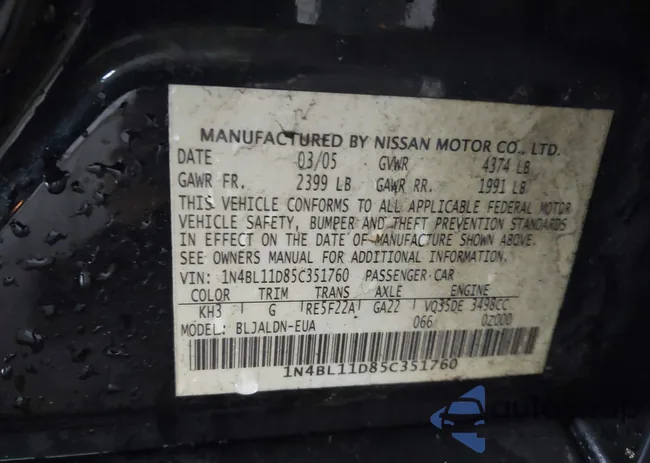 MANUFACTURED BY NISSAN MOTOR CO., LTD.
DATE 03/05 GVWR 4374 LB
GAWR FR. 2399 LB GAWR RR. 1991 LB
THIS VEHICLE CONFORMS TO ALL APPLICABLE FEDERAL MOTOR
VEHICLE SAFETY, BUMPER AND THEFT PREVENTION STANDARDS
IN EFFECT ON THE DATE OF MANUFACTURE SHOWN ABOVE.
SEE OWNERS MANUAL FOR ADDITIONAL INFORMATION.
VIN: 1N4BL11D85C351760 PASSENGER CAR
COLOR TRIM TRANS AXLE ENGINE
KH3 G RE5F22A GA22 VQ35DE 3498CC
MODEL: BLJALDN-EUA 066 0Z000
1N4BL11D85C351760